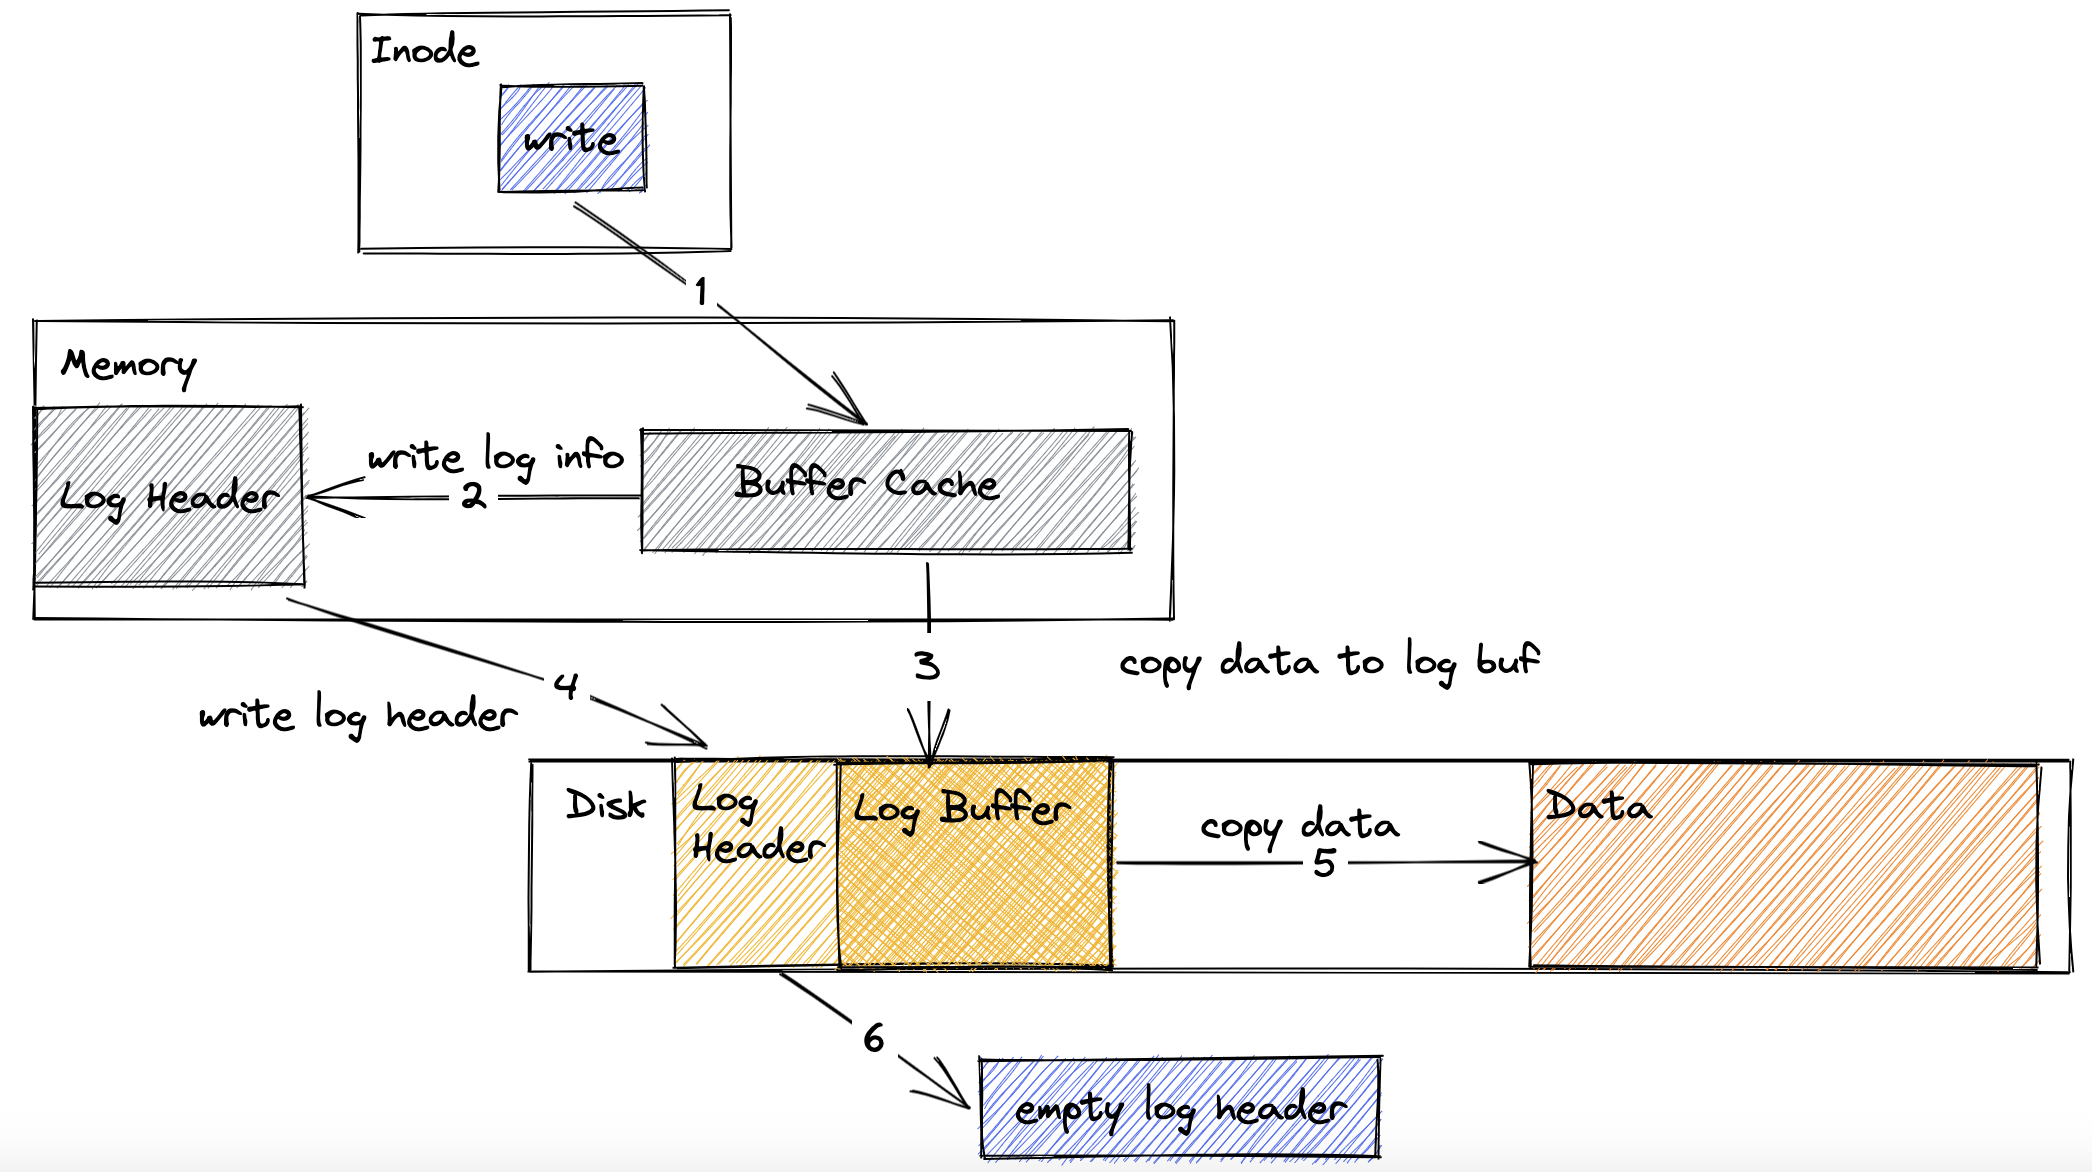 Inode
write
1
Memory
write log info
2
Log Header
Buffer Cache
3
copy data to log buf
4
write log header
Disk
Log
Header
Log Buffer
copy data
5
Data
6
empty log header